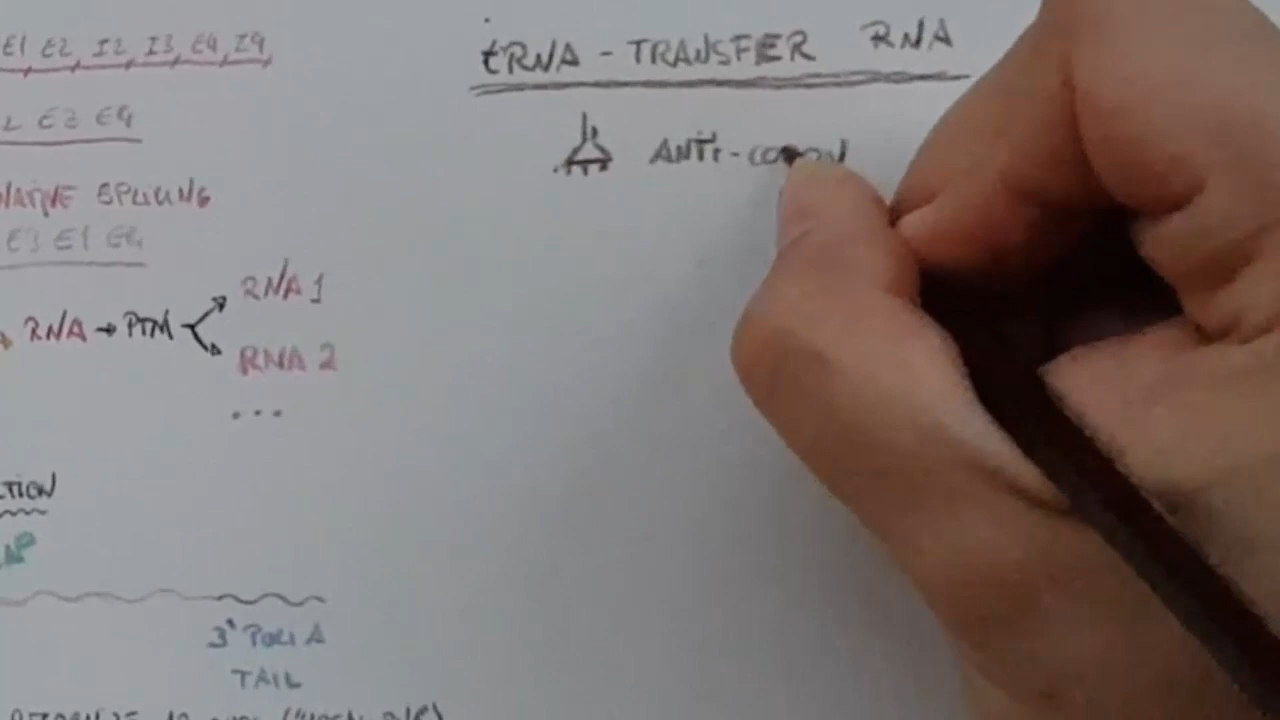 E1 E2 I2 I3 E4 I4
E3 E4
SPLICING
E3 E1 E4
RNA → PTM
RNA 1
RNA 2
...
3' POLI A
TAIL
tRNA - TRANSFER RNA
ANTI-CODON